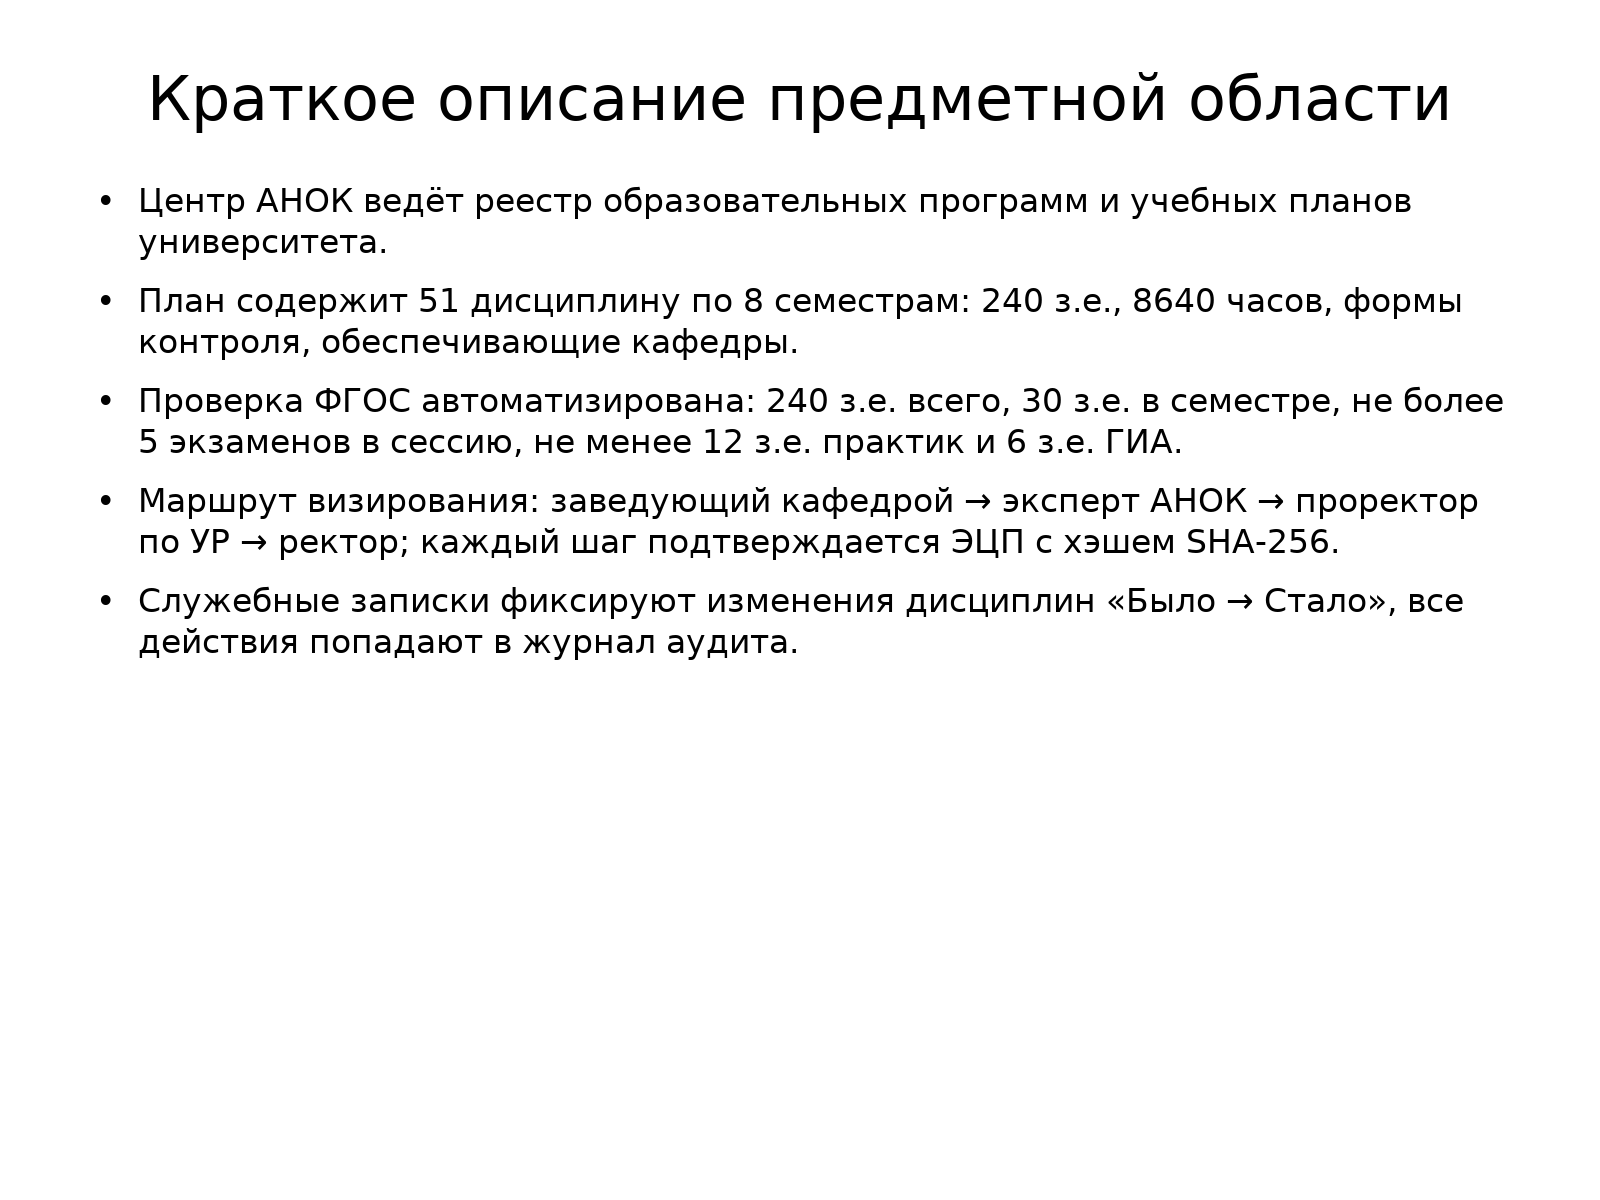 Краткое описание предметной области
• Центр АНОК ведёт реестр образовательных программ и учебных планов
университета.
• План содержит 51 дисциплину по 8 семестрам: 240 з.е., 8640 часов, формы
контроля, обеспечивающие кафедры.
• Проверка ФГОС автоматизирована: 240 з.е. всего, 30 з.е. в семестре, не более
5 экзаменов в сессию, не менее 12 з.е. практик и 6 з.е. ГИА.
• Маршрут визирования: заведующий кафедрой → эксперт АНОК → проректор
по УР → ректор; каждый шаг подтверждается ЭЦП с хэшем SHA-256.
• Служебные записки фиксируют изменения дисциплин «Было → Стало», все
действия попадают в журнал аудита.